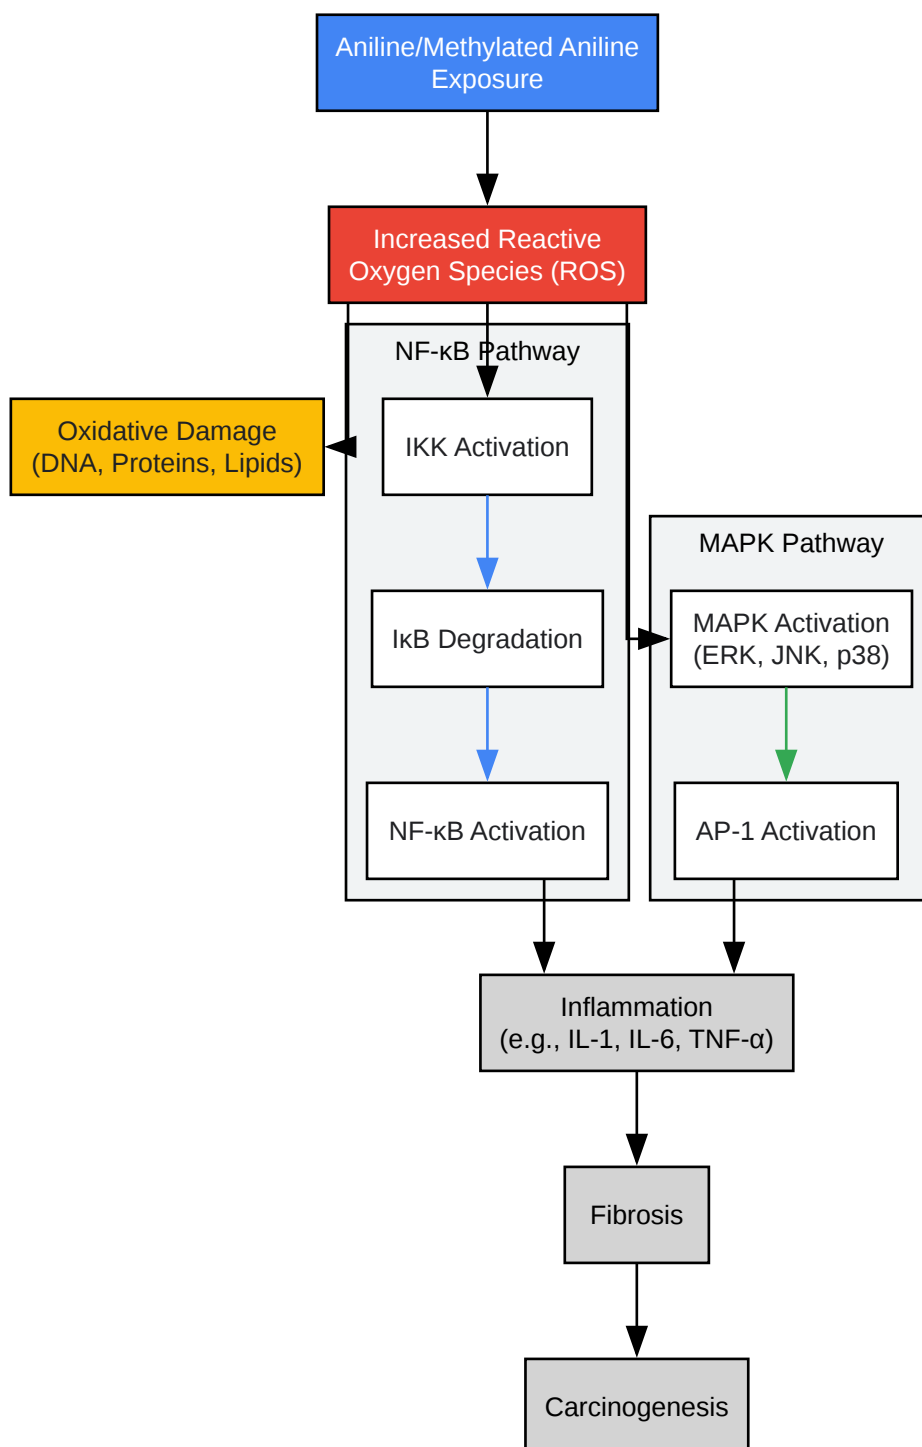 Aniline/Methylated Aniline
Exposure
Increased Reactive
Oxygen Species (ROS)
NF-κB Pathway
Oxidative Damage
(DNA, Proteins, Lipids)
IKK Activation
MAPK Pathway
IκB Degradation
MAPK Activation
(ERK, JNK, p38)
NF-κB Activation
AP-1 Activation
Inflammation
(e.g., IL-1, IL-6, TNF-α)
Fibrosis
Carcinogenesis